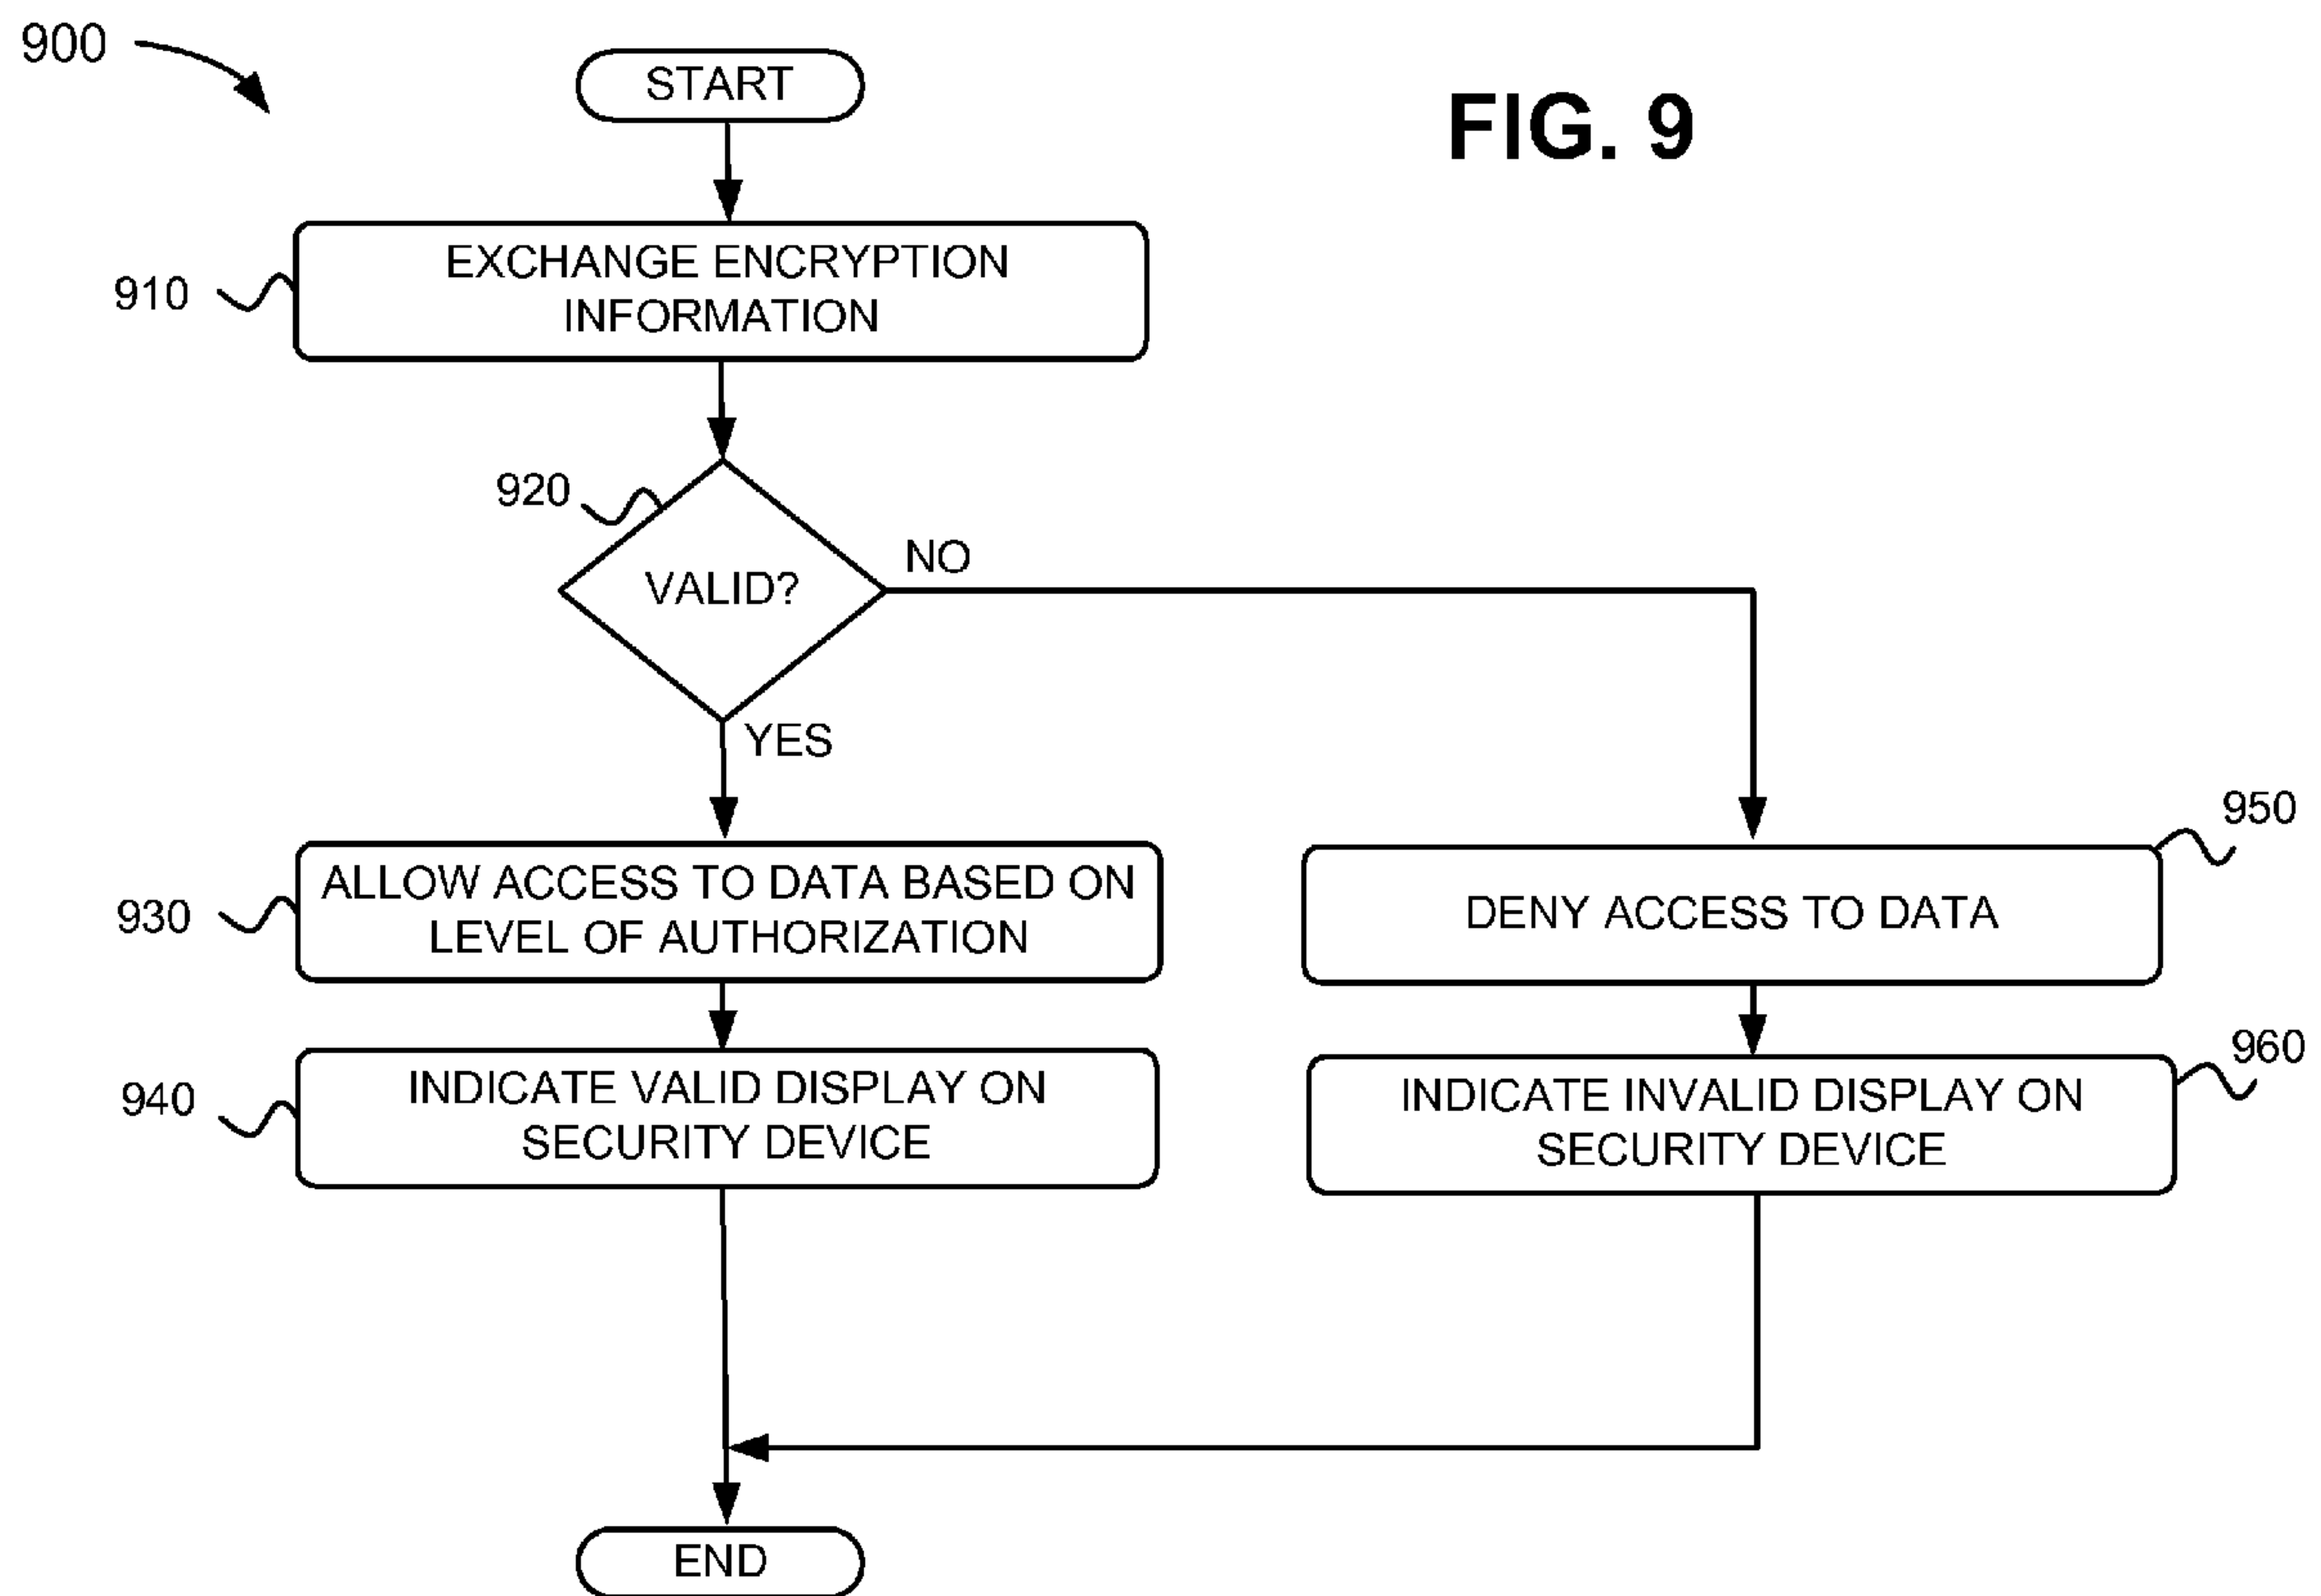 900
START
FIG. 9
910
EXCHANGE ENCRYPTION
INFORMATION
920
VALID?
NO
YES
930
ALLOW ACCESS TO DATA BASED ON
LEVEL OF AUTHORIZATION
950
DENY ACCESS TO DATA
940
INDICATE VALID DISPLAY ON
SECURITY DEVICE
960
INDICATE INVALID DISPLAY ON
SECURITY DEVICE
END